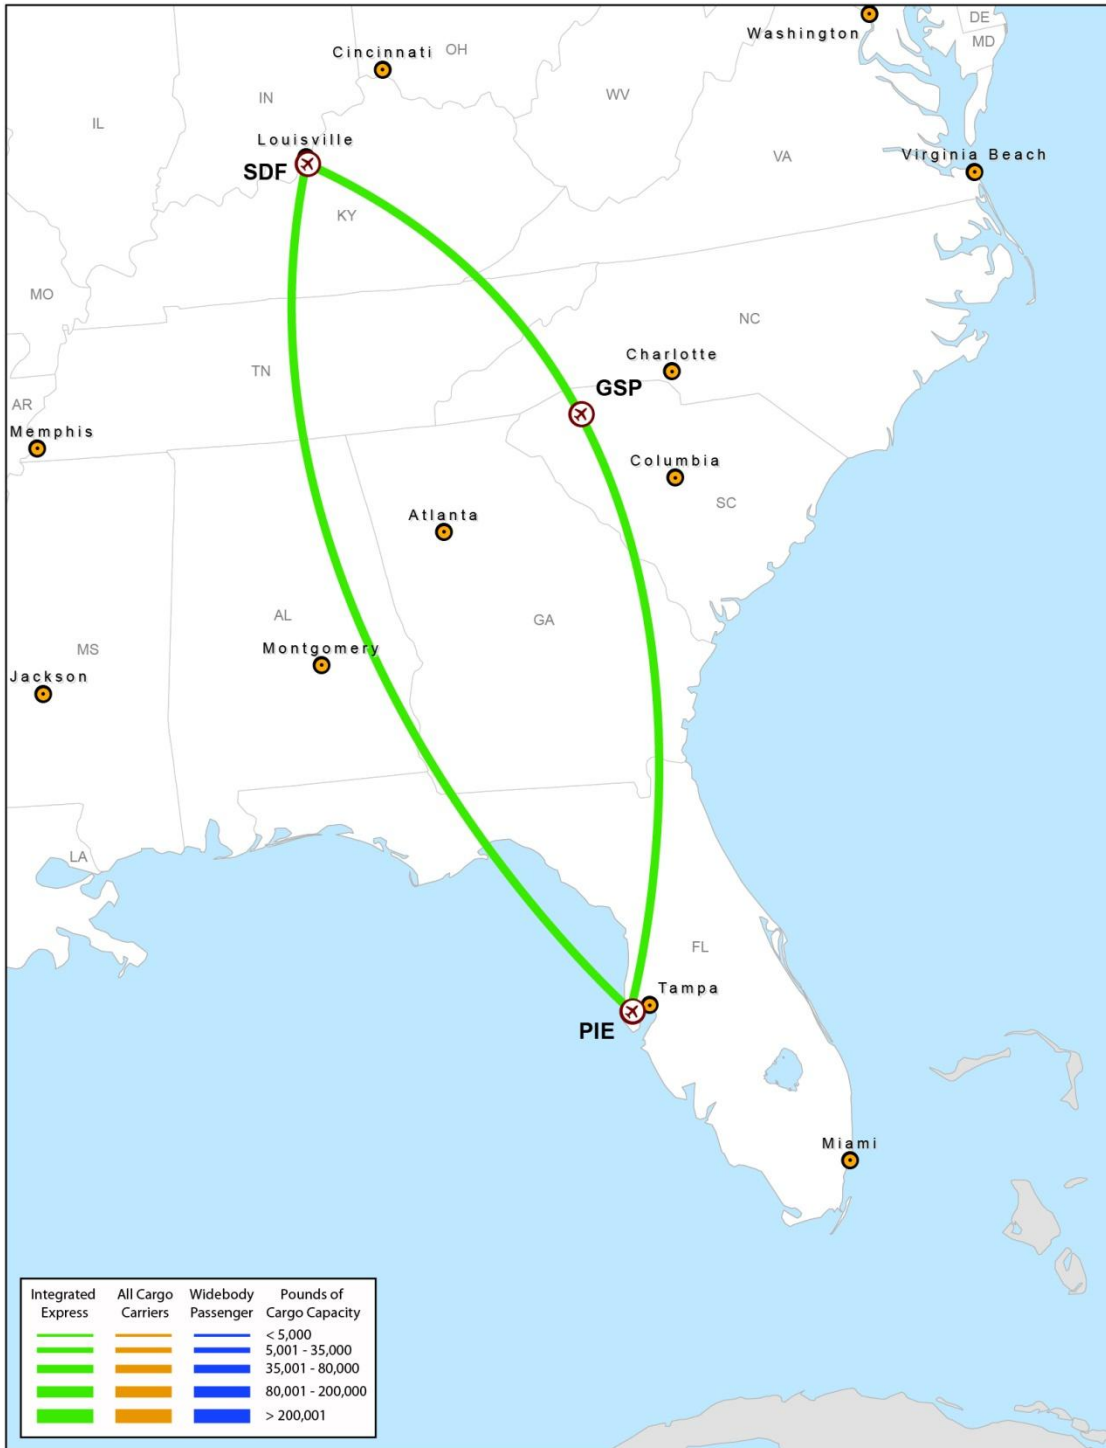 Washington
DE
MD
Cincinnati
OH
WV
IN
IL
Louisville
SDF
VA
Virginia Beach
KY
MO
NC
TN
Charlotte
GSP
AR
Memphis
Columbia
SC
Atlanta
AL
GA
MS
Montgomery
Jackson
LA
FL
Tampa
PIE
Miami
Integrated Express
All Cargo Carriers
Widebody Passenger
Pounds of Cargo Capacity
< 5,000
5,001 - 35,000
35,001 - 80,000
80,001 - 200,000
> 200,001